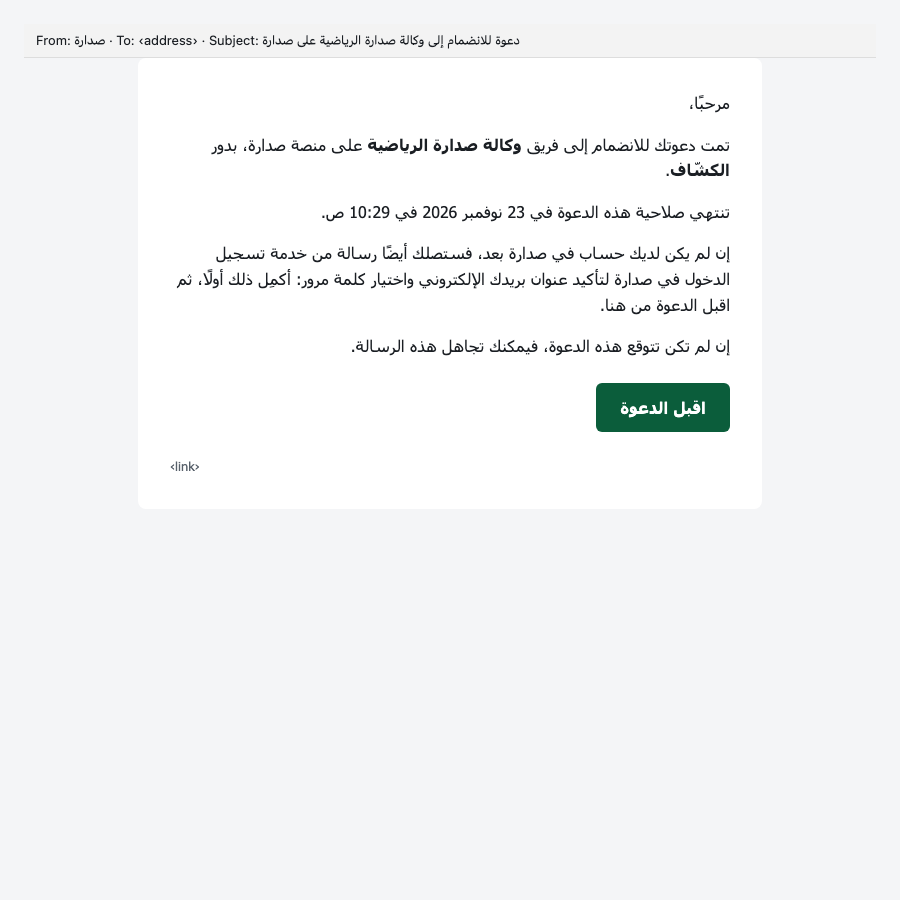 From: صدارة · To: ‹address› · Subject: دعوة للانضمام إلى وكالة صدارة الرياضية على صدارة
مرحبًا،
تمت دعوتك للانضمام إلى فريق وكالة صدارة الرياضية على منصة صدارة، بدور
الكشّاف.
تنتهي صلاحية هذه الدعوة في 23 نوفمبر 2026 في 10:29 ص.
إن لم يكن لديك حساب في صدارة بعد، فستصلك أيضًا رسالة من خدمة تسجيل
الدخول في صدارة لتأكيد عنوان بريدك الإلكتروني واختيار كلمة مرور: أكمِل ذلك أولًا، ثم
اقبل الدعوة من هنا.
إن لم تكن تتوقع هذه الدعوة، فيمكنك تجاهل هذه الرسالة.
اقبل الدعوة
‹link›